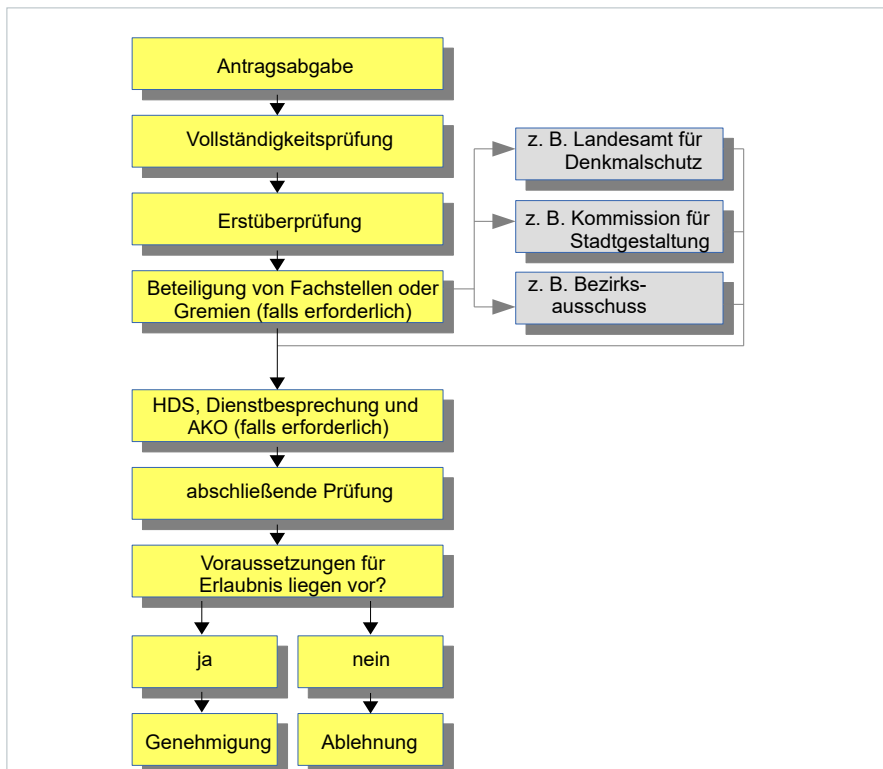 Antragsabgabe
Vollständigkeitsprüfung
Erstüberprüfung
Beteiligung von Fachstellen oder
Gremien (falls erforderlich)
z. B. Landesamt für
Denkmalschutz
z. B. Kommission für
Stadtgestaltung
z. B. Bezirks-
ausschuss
HDS, Dienstbesprechung und
AKO (falls erforderlich)
abschließende Prüfung
Voraussetzungen für
Erlaubnis liegen vor?
ja
nein
Genehmigung
Ablehnung